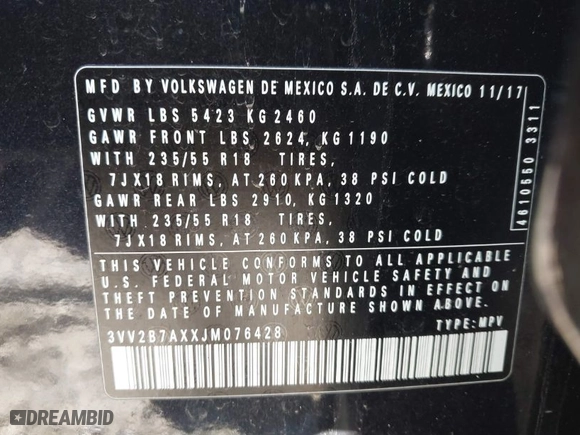 MFD BY VOLKSWAGEN DE MEXICO S.A. DE C.V. MEXICO 11/17
GVWR LBS 5423 KG 2460
GAWR FRONT LBS 2624, KG 1190
WITH 235/55 R18 TIRES,
7JX18 RIMS, AT 260 KPA, 38 PSI COLD
GAWR REAR LBS 2910, KG 1320
WITH 235/55 R18 TIRES,
7JX18 RIMS, AT 260 KPA, 38 PSI COLD
THIS VEHICLE CONFORMS TO ALL APPLICABLE
U.S. FEDERAL MOTOR VEHICLE SAFETY AND
THEFT PREVENTION STANDARDS IN EFFECT ON
THE DATE OF MANUFACTURE SHOWN ABOVE.
3VV2B7AXXJM076428
TYPE: MPV
4610550 3311
DREAMBID